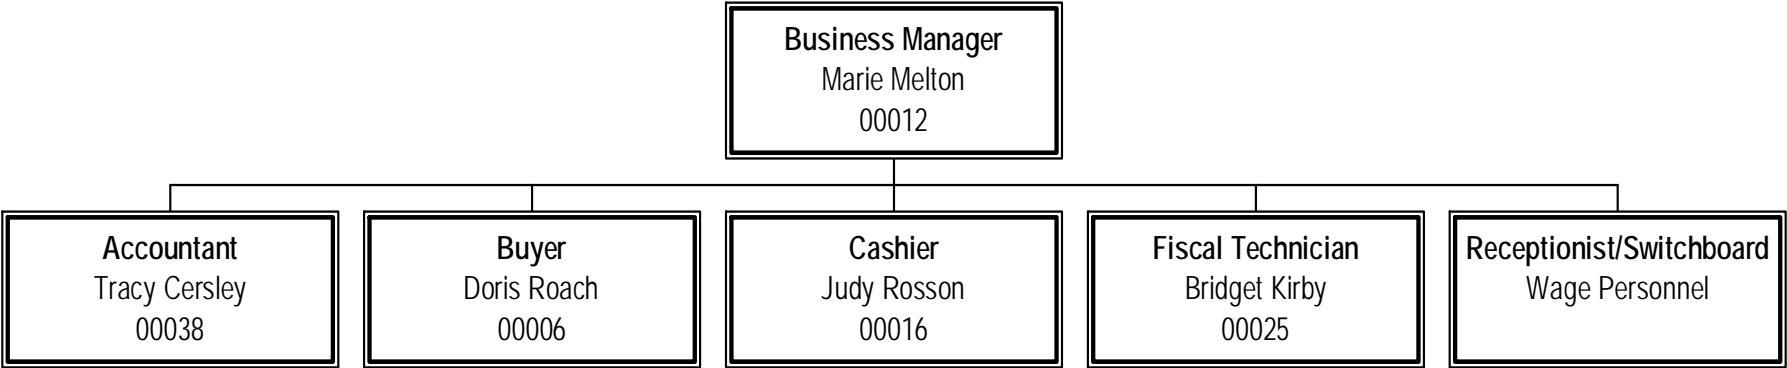 Business Manager
Marie Melton
00012
Accountant
Tracy Cersley
00038
Buyer
Doris Roach
00006
Cashier
Judy Rosson
00016
Fiscal Technician
Bridget Kirby
00025
Receptionist/Switchboard
Wage Personnel